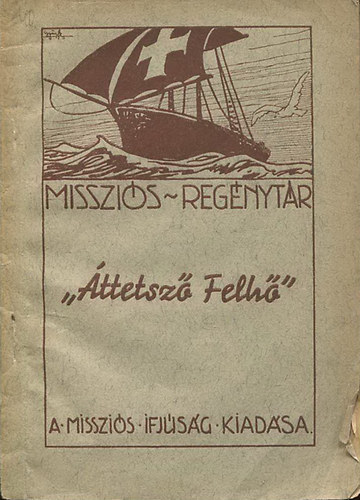 MISSZIÓS~REGÉNYTÁR
„Áttetsző Felhő”
A·MISSZIÓS·IFJÚSÁG·KIADÁSA.